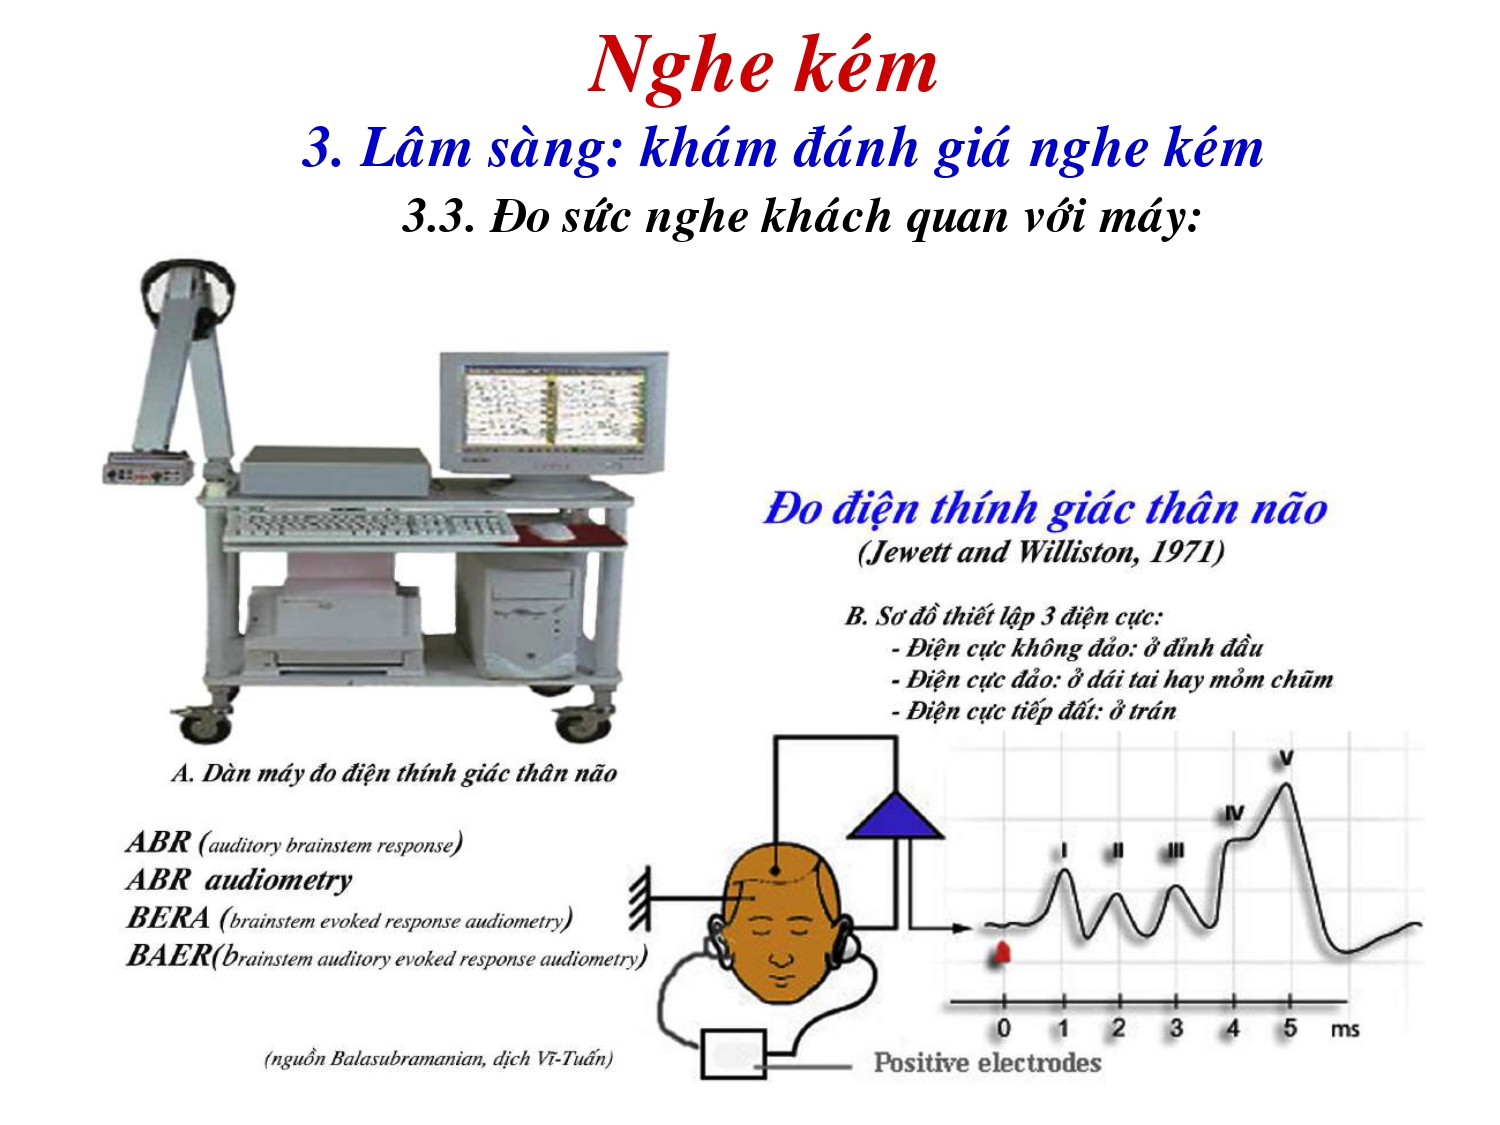 Nghe kém
3. Lâm sàng: khám đánh giá nghe kém
3.3. Đo sức nghe khách quan với máy:
Đo điện thính giác thân não
(Jewett and Williston, 1971)
B. Sơ đồ thiết lập 3 điện cực:
- Điện cực không đảo: ở đỉnh đầu
- Điện cực đảo: ở dái tai hay mỏm chũm
- Điện cực tiếp đất: ở trán
A. Dàn máy đo điện thính giác thân não
ABR (auditory brainstem response)
ABR audiometry
BERA (brainstem evoked response audiometry)
BAER(brainstem auditory evoked response audiometry)
I II III IV V
0 1 2 3 4 5 ms
Positive electrodes
(nguồn Balasubramanian, dịch Vĩ-Tuấn)